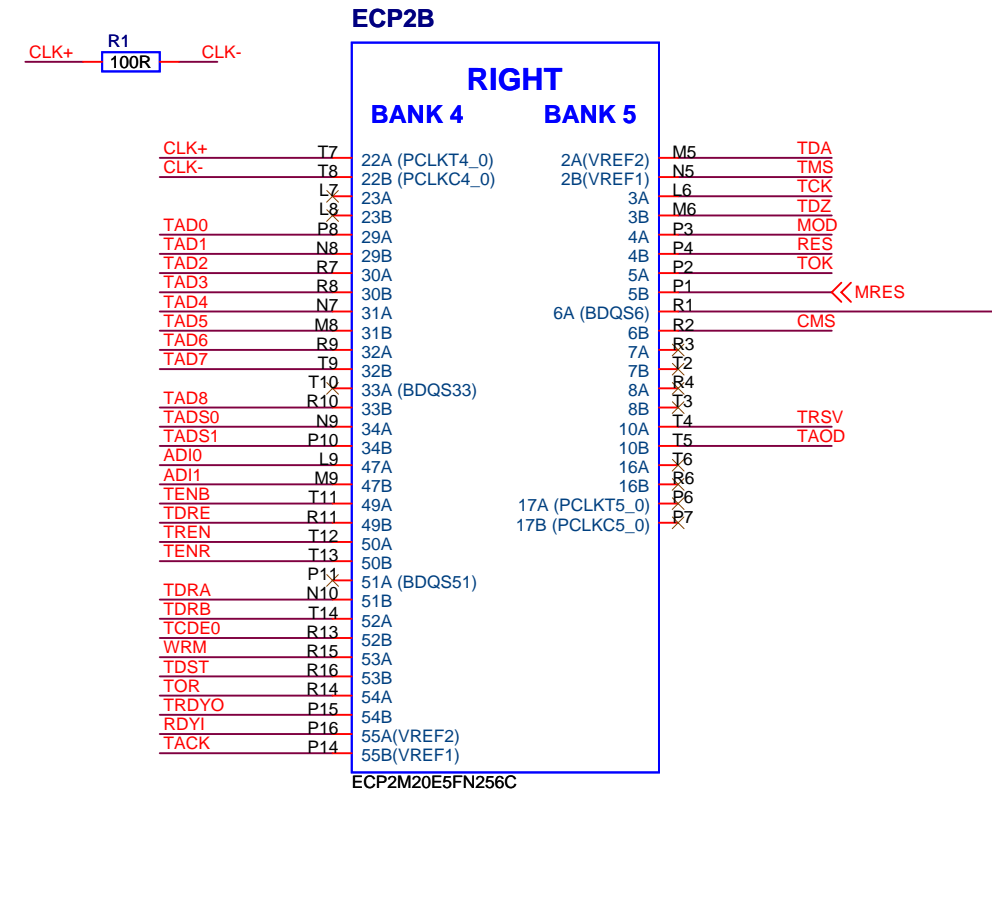 ECP2B
R1
CLK+ 100R CLK-
RIGHT
BANK 4 BANK 5
CLK+ T7 22A (PCLKT4_0) 2A(VREF2) M5 TDA
CLK- T8 22B (PCLKC4_0) 2B(VREF1) N5 TMS
L7 23A 3A L6 TCK
L8 23B 3B M6 TDZ
TAD0 P8 29A 4A P3 MOD
TAD1 N8 29B 4B P4 RES
TAD2 R7 30A 5A P2 TOK
TAD3 R8 30B 5B P1 MRES
TAD4 N7 31A 6A (BDQS6) R1
TAD5 M8 31B 6B R2 CMS
TAD6 R9 32A 7A R3
TAD7 T9 32B 7B T2
T10 33A (BDQS33) 8A R4
TAD8 R10 33B 8B T3
TADS0 N9 34A 10A T4 TRSV
TADS1 P10 34B 10B T5 TAOD
ADI0 L9 47A 16A T6
ADI1 M9 47B 16B R6
TENB T11 49A 17A (PCLKT5_0) P6
TDRE R11 49B 17B (PCLKC5_0) P7
TREN T12 50A
TENR T13 50B
P11 51A (BDQS51)
TDRA N10 51B
TDRB T14 52A
TCDE0 R13 52B
WRM R15 53A
TDST R16 53B
TOR R14 54A
TRDYO P15 54B
RDYI P16 55A(VREF2)
TACK P14 55B(VREF1)
ECP2M20E5FN256C